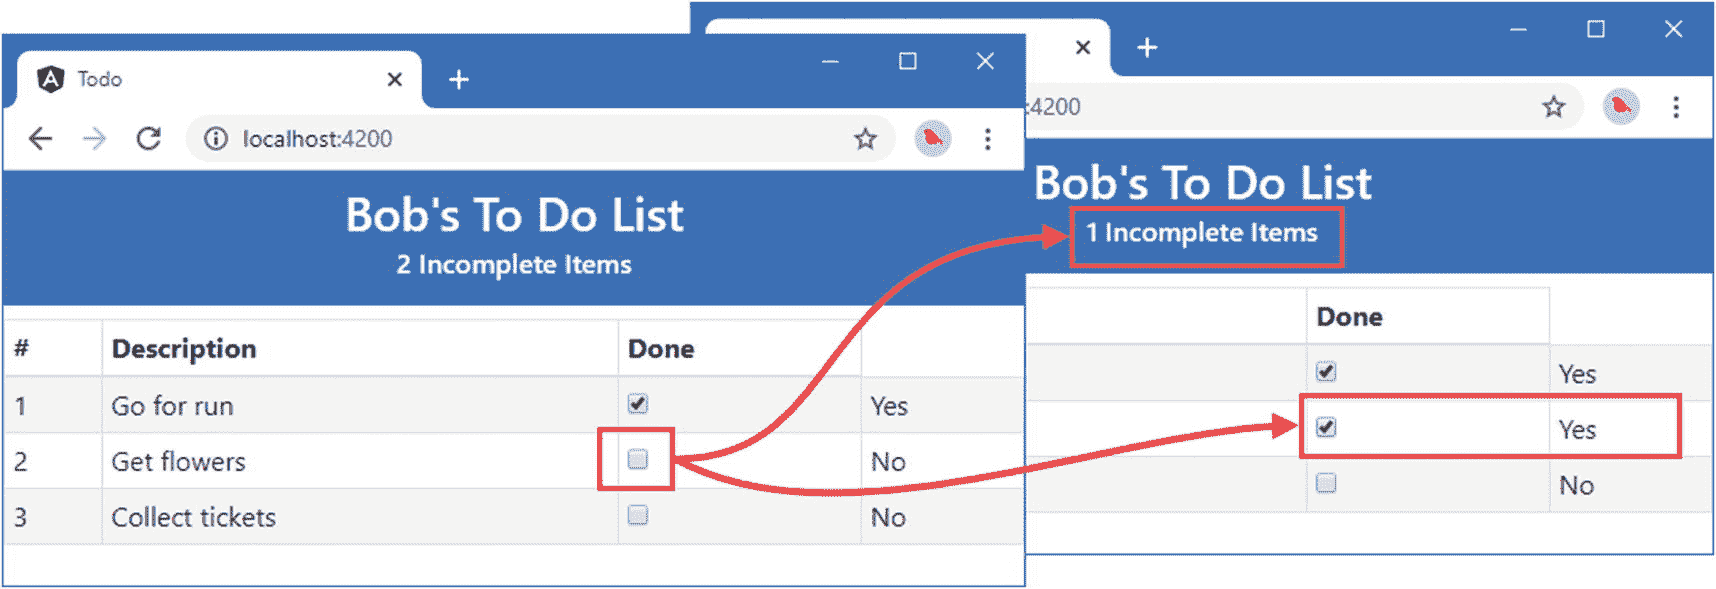 Todo
localhost:4200
Bob's To Do List
2 Incomplete Items
# Description Done
1 Go for run Yes
2 Get flowers No
3 Collect tickets No
:4200
Bob's To Do List
1 Incomplete Items
Done
Yes
Yes
No